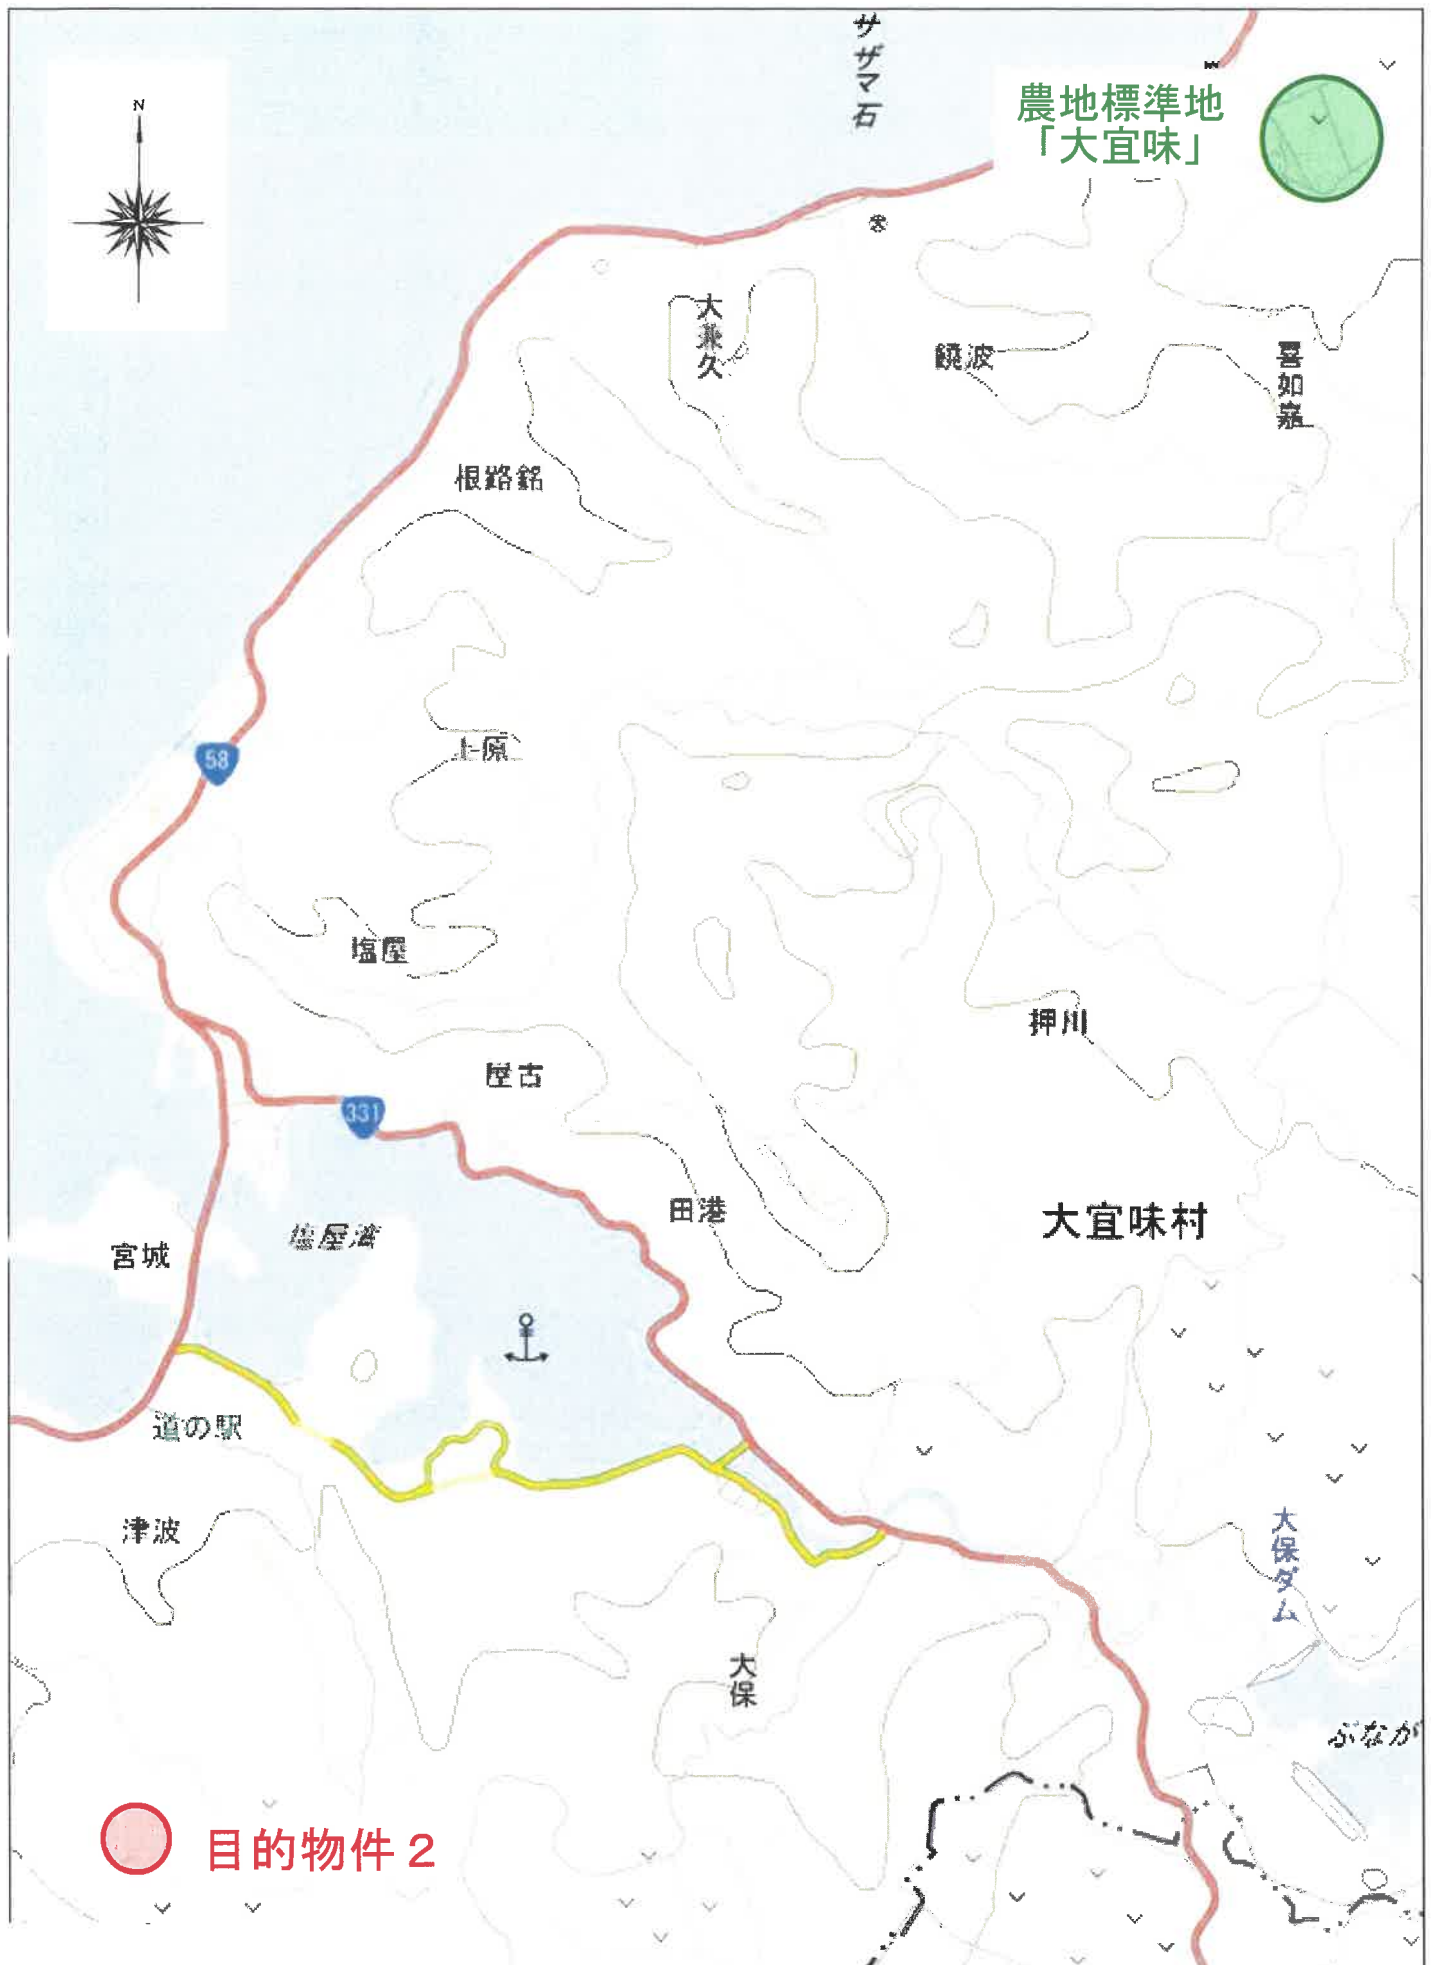 サザマ石
N
農地標準地
「大宜味」
大兼久
饒波
喜如嘉
根路銘
58
上原
塩屋
押川
屋古
331
田港
大宜味村
塩屋湾
宮城
道の駅
津波
大保ダム
大保
ぶなが
目的物件2